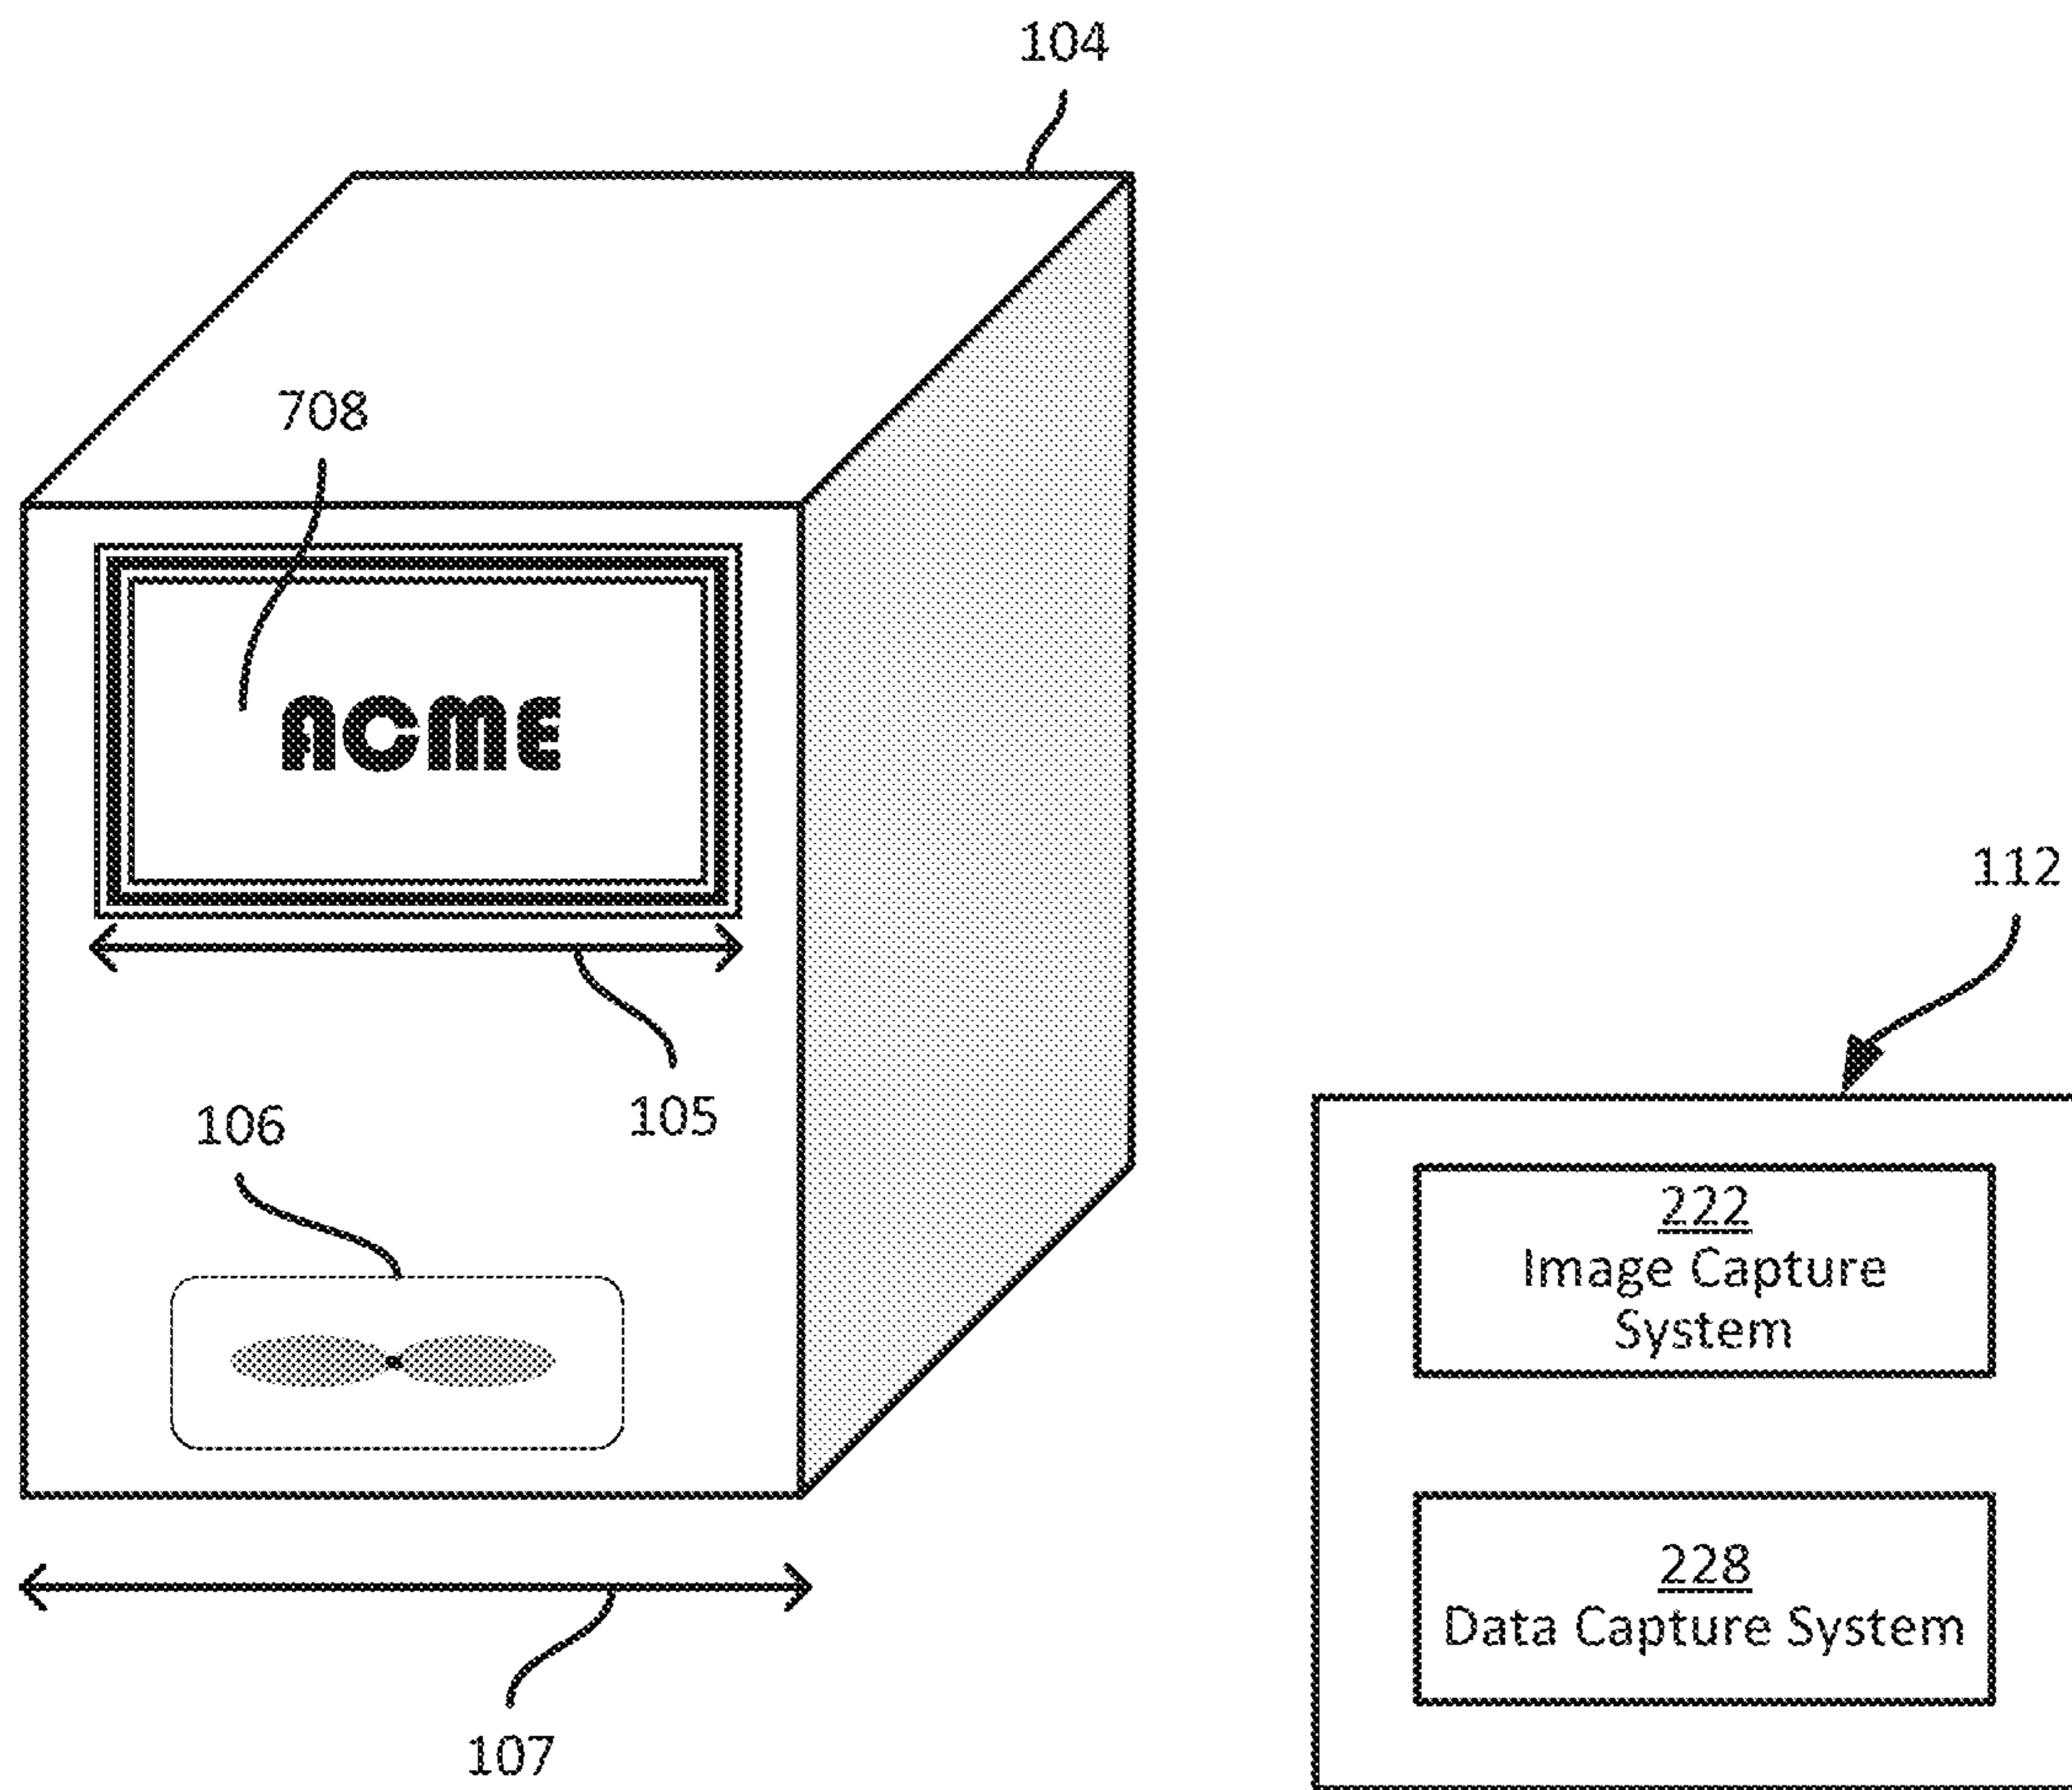 104
708
ACME
112
105
106
222
Image Capture
System
228
Data Capture System
107